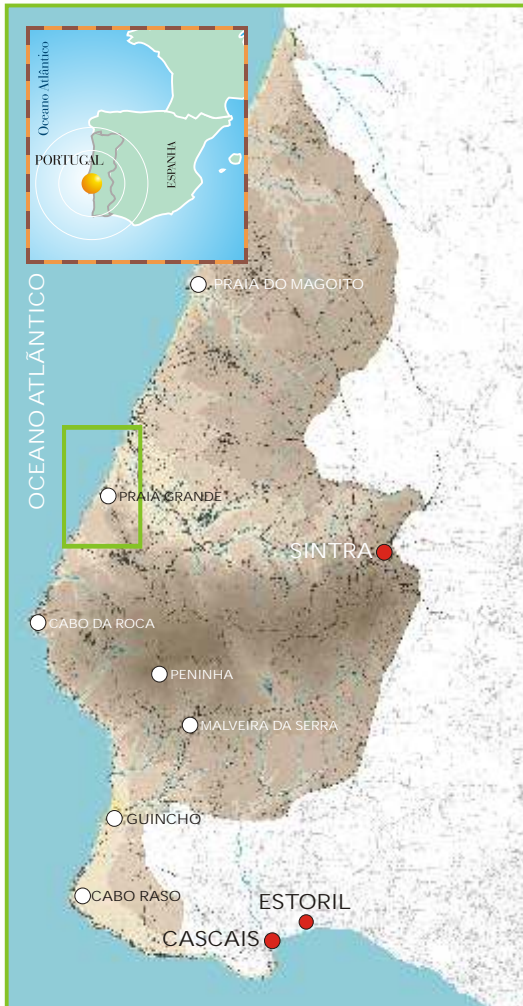 Oceano Atlântico
PORTUGAL
ESPANHA
OCEANO ATLÂNTICO
PRAIA DO MAGOITO
PRAIA GRANDE
SINTRA
CABO DA ROCA
PENINHA
MALVEIRA DA SERRA
GUINCHO
CABO RASO
ESTORIL
CASCAIS